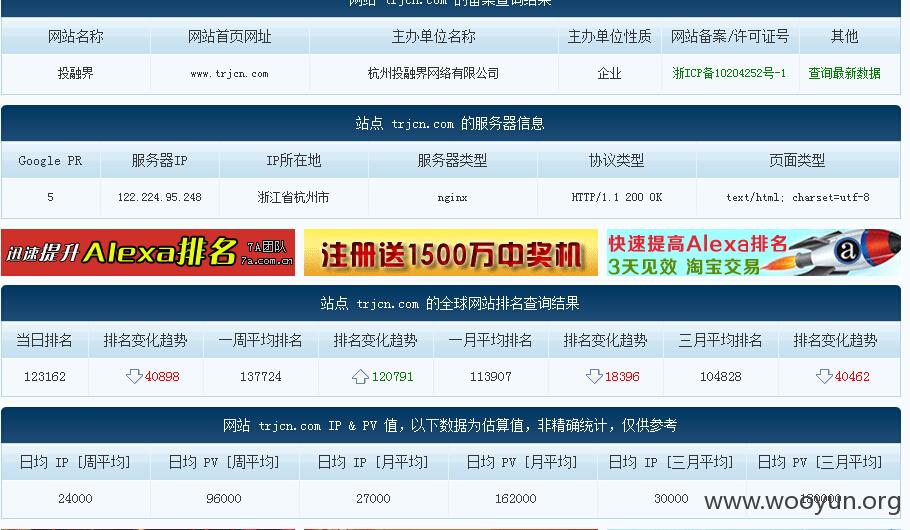 网站 trjcn.com 的备案查询结果
网站名称 网站首页网址 主办单位名称 主办单位性质 网站备案/许可证号 其他
投融界 www.trjcn.com 杭州投融界网络有限公司 企业 浙ICP备10204252号-1 查询最新数据
站点 trjcn.com 的服务器信息
Google PR 服务器IP IP所在地 服务器类型 协议类型 页面类型
5 122.224.95.248 浙江省杭州市 nginx HTTP/1.1 200 OK text/html; charset=utf-8
迅速提升Alexa排名 7A团队 7a.com.cn
注册送1500万中奖机
快速提高Alexa排名
3天见效 淘宝交易
a
站点 trjcn.com 的全球网站排名查询结果
当日排名 排名变化趋势 一周平均排名 排名变化趋势 一月平均排名 排名变化趋势 三月平均排名 排名变化趋势
123162 40898 137724 120791 113907 18396 104828 40462
网站 trjcn.com IP & PV 值，以下数据为估算值，非精确统计，仅供参考
日均 IP [周平均] 日均 PV [周平均] 日均 IP [月平均] 日均 PV [月平均] 日均 IP [三月平均] 日均 PV [三月平均]
24000 96000 27000 162000 30000 180000
www.wooyun.org